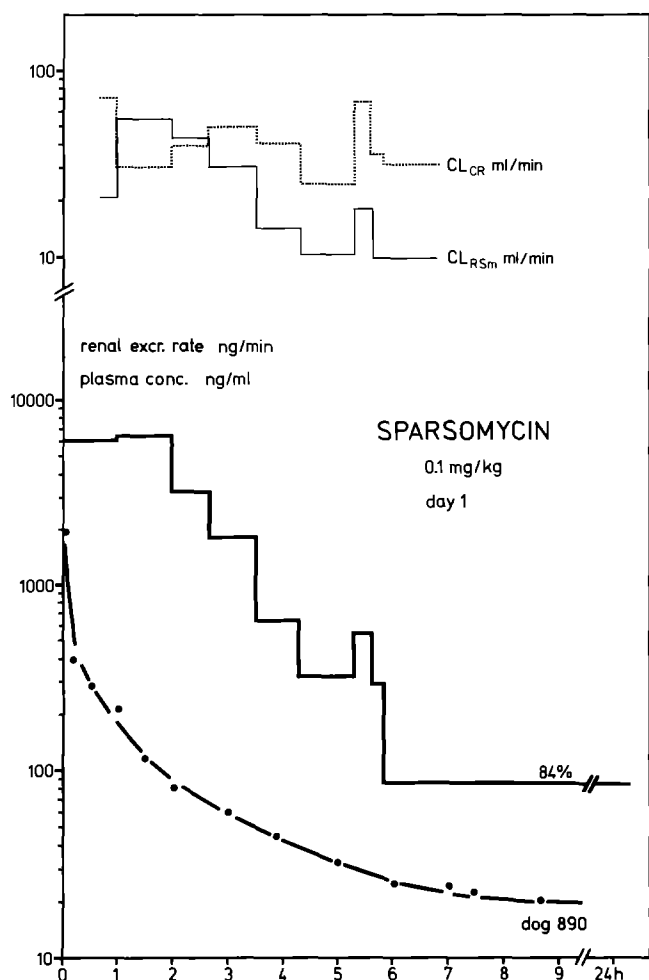 100
CL_CR ml/min
10
CL_RSm ml/min
renal excr. rate ng/min
plasma conc. ng/ml
10000
SPARSOMYCIN
0.1 mg/kg
day 1
1000
100
84%
dog 890
10
0 1 2 3 4 5 6 7 8 9 24h